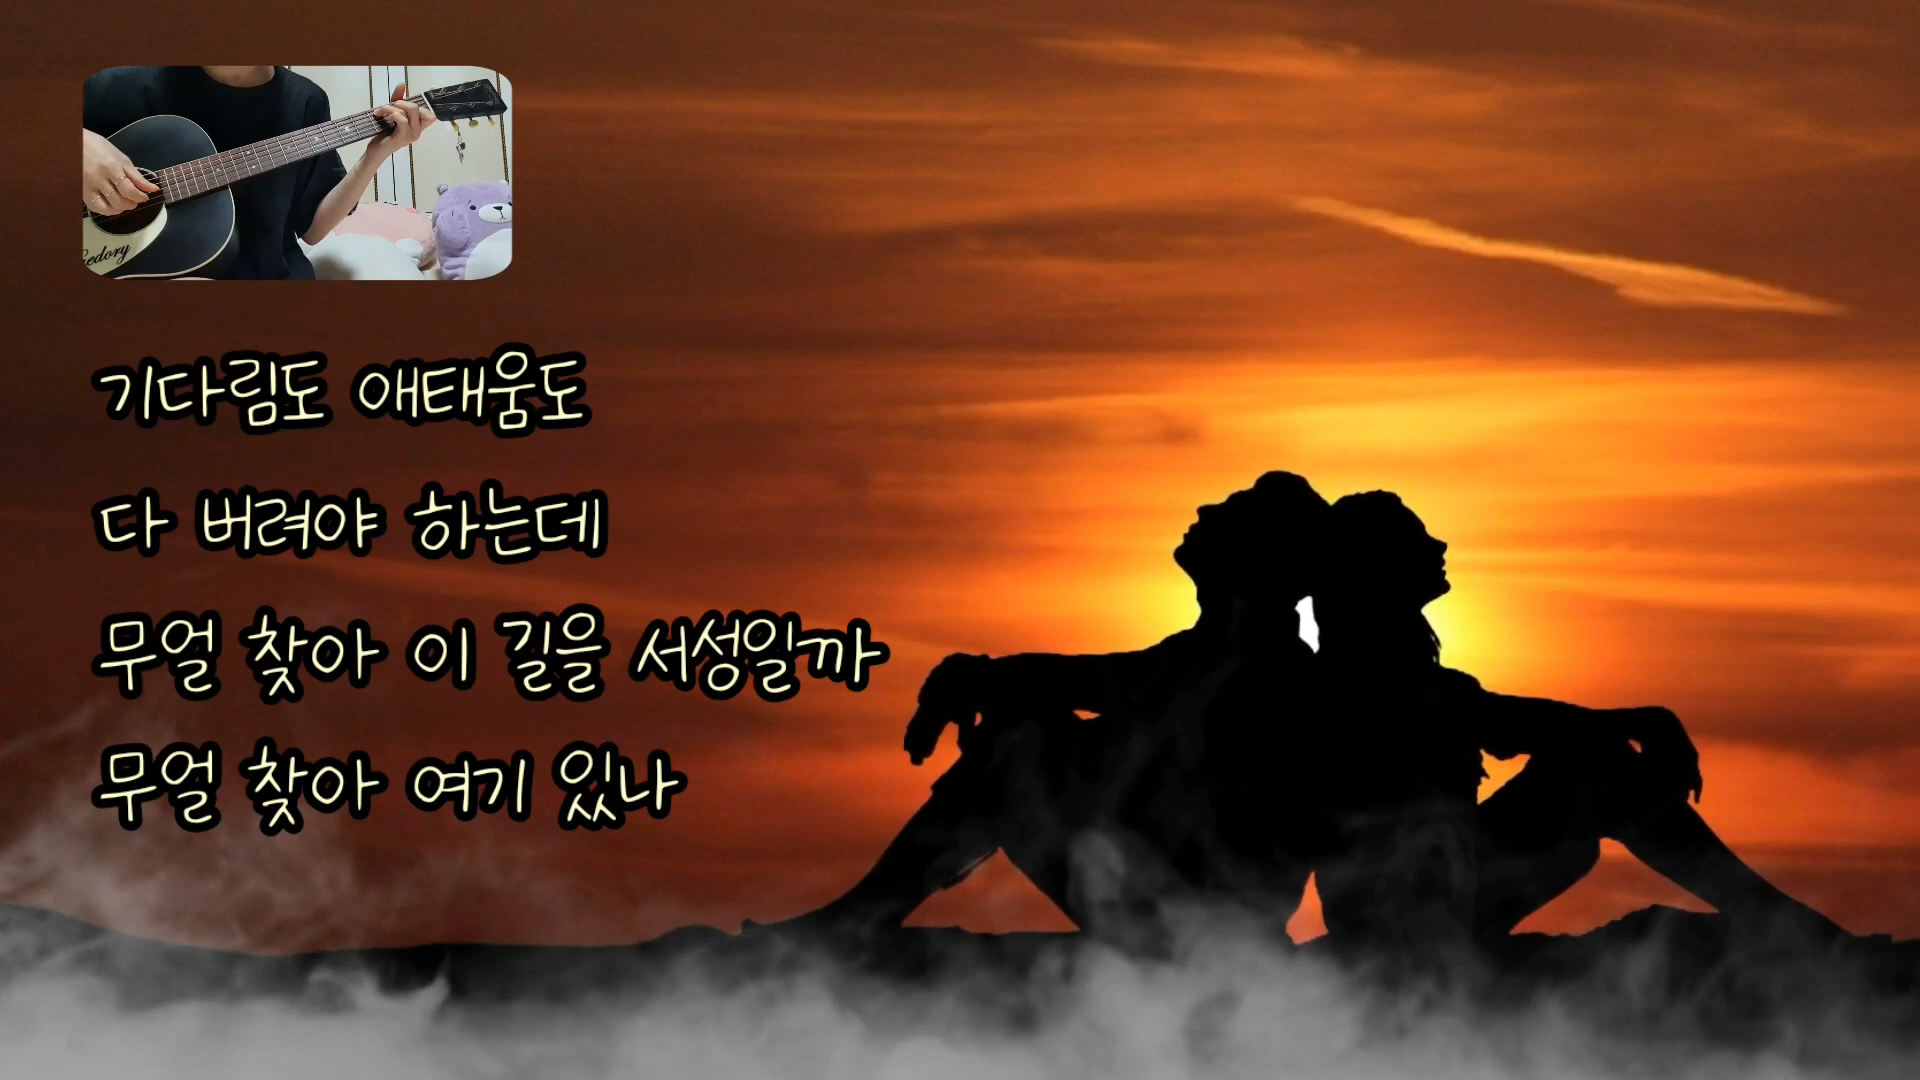 기다림도 애태움도
다 버려야 하는데
무얼 찾아 이 길을 서성일까
무얼 찾아 여기 있나